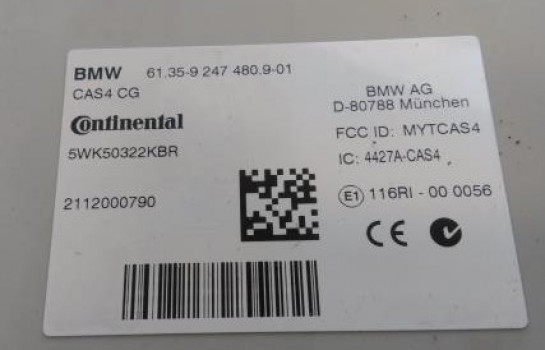 BMW 61.35-9 247 480.9-01
CAS4 CG
Continental
5WK50322KBR
2112000790
BMW AG
D-80788 München
FCC ID: MYTCAS4
IC: 4427A-CAS4
E1 116RI - 00 0056
CE